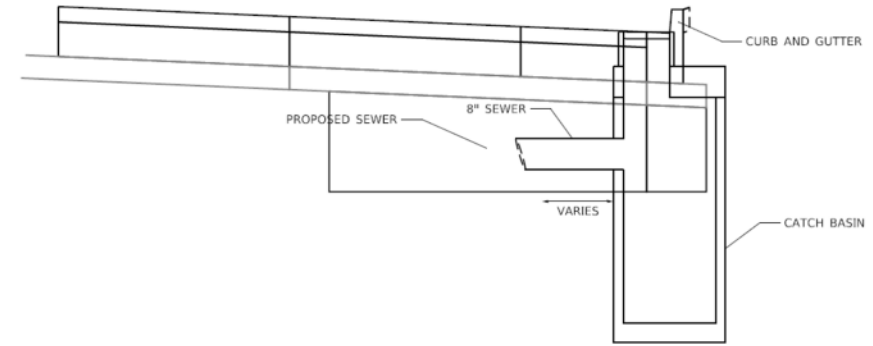 CURB AND GUTTER
8" SEWER
PROPOSED SEWER
VARIES
CATCH BASIN